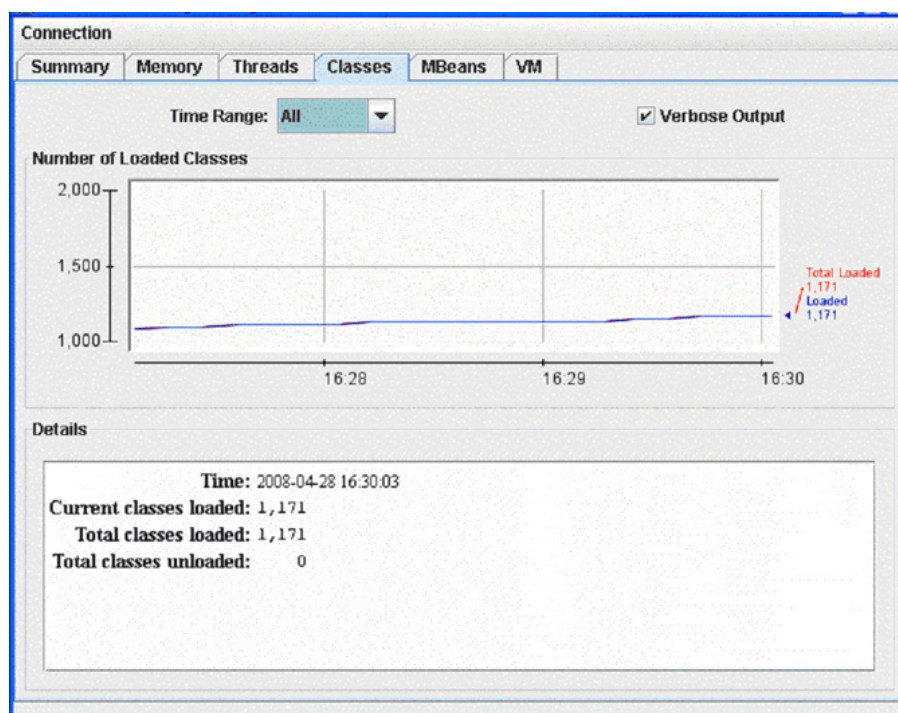 Connection
Summary Memory Threads Classes MBeans VM
Time Range: All Verbose Output
Number of Loaded Classes
2,000
1,500
1,000
Total Loaded
1,171
Loaded
1,171
16:28 16:29 16:30
Details
Time: 2008-04-28 16:30:03
Current classes loaded: 1,171
Total classes loaded: 1,171
Total classes unloaded: 0